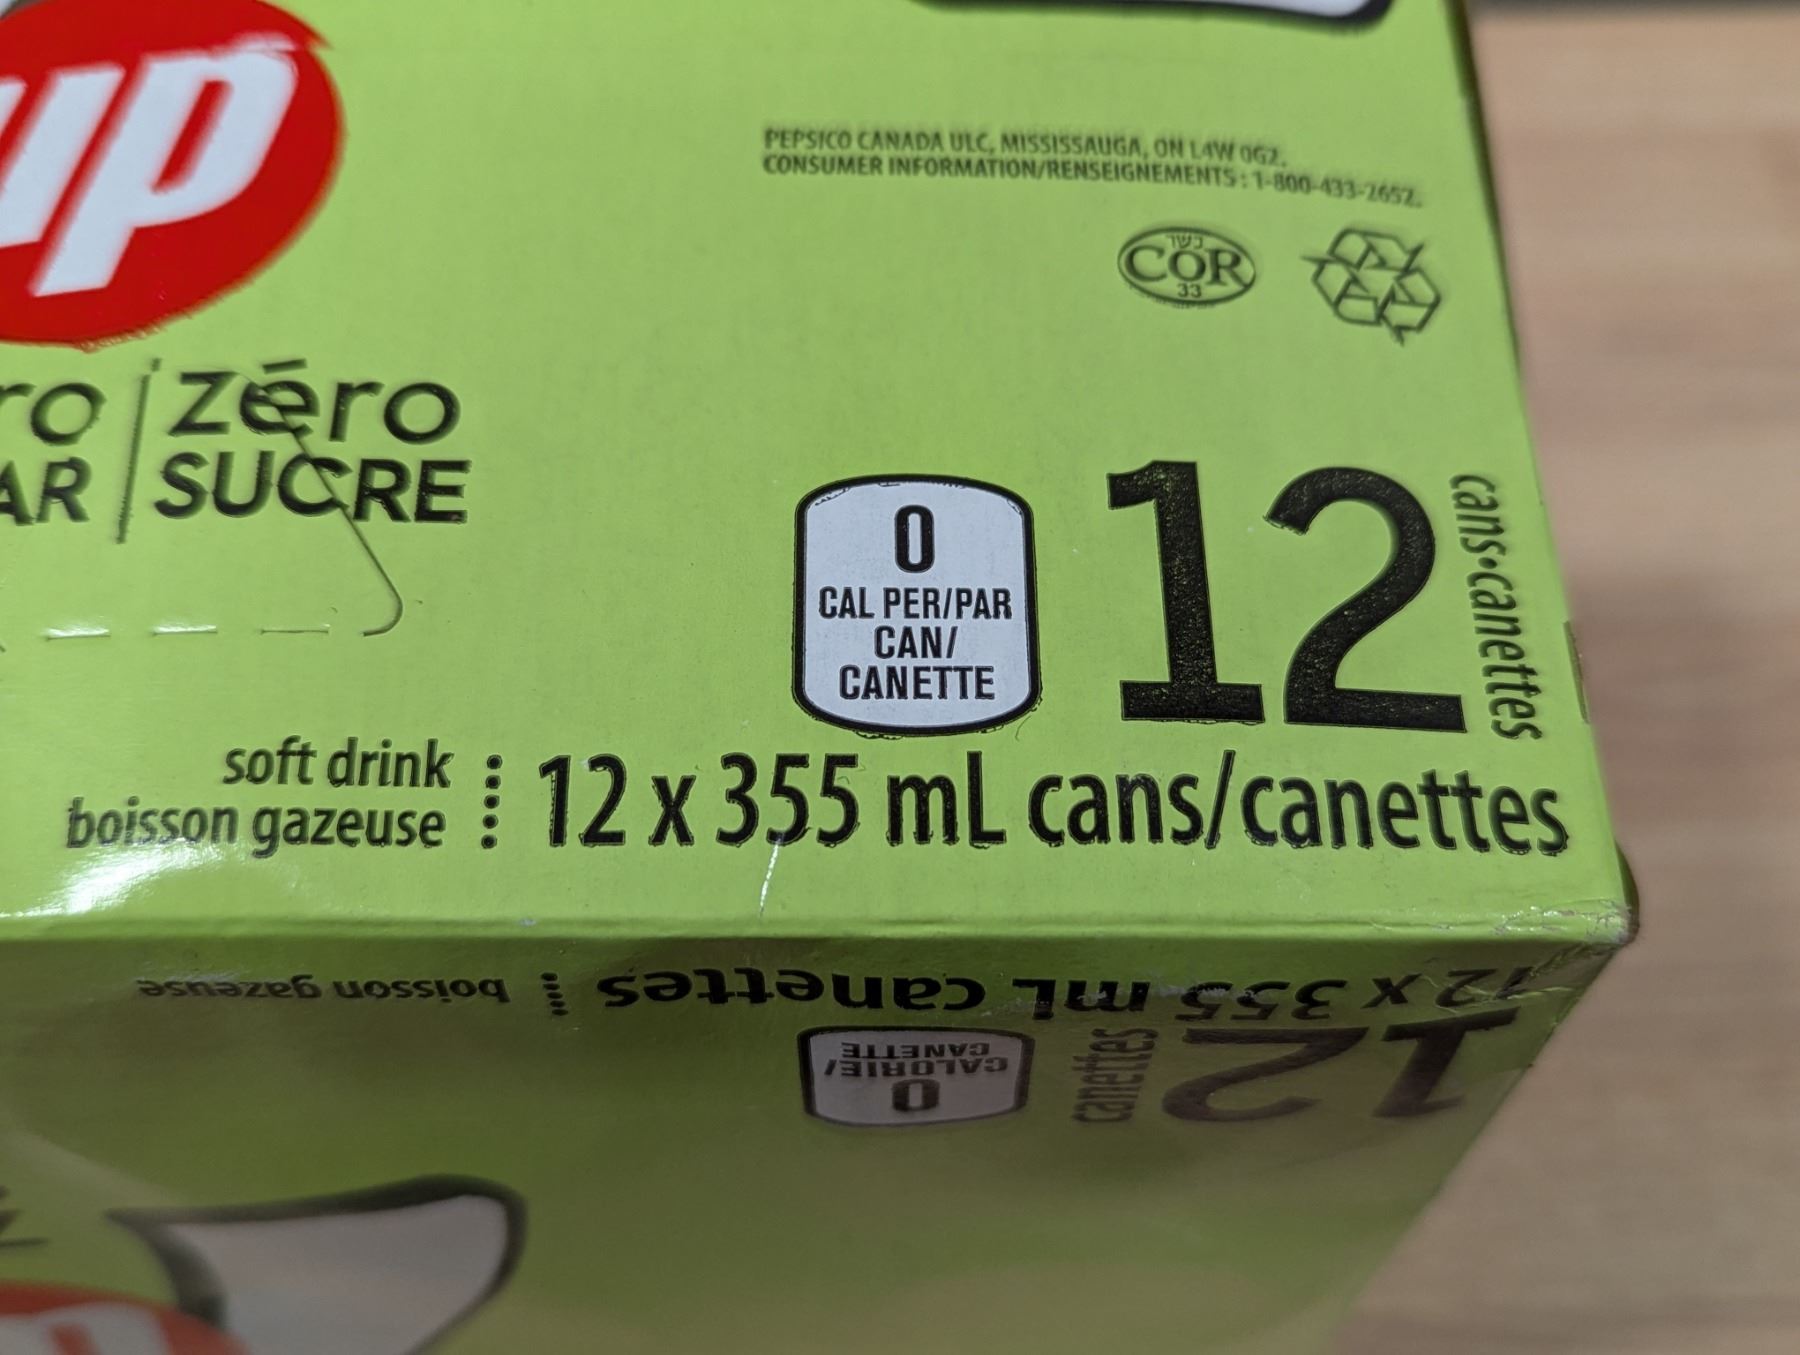 up
PEPSICO CANADA ULC, MISSISSAUGA, ON L4W 0G2.
CONSUMER INFORMATION/RENSEIGNEMENTS : 1-800-433-2652.
כשר
COR
33
ro | zéro
AR | SUCRE
0
CAL PER/PAR
CAN/
CANETTE
12
cans•canettes
soft drink
boisson gazeuse
12 x 355 mL cans/canettes
12 x 355 mL canettes
boisson gazeuse
12
canettes
0
CALORIE/
CANETTE